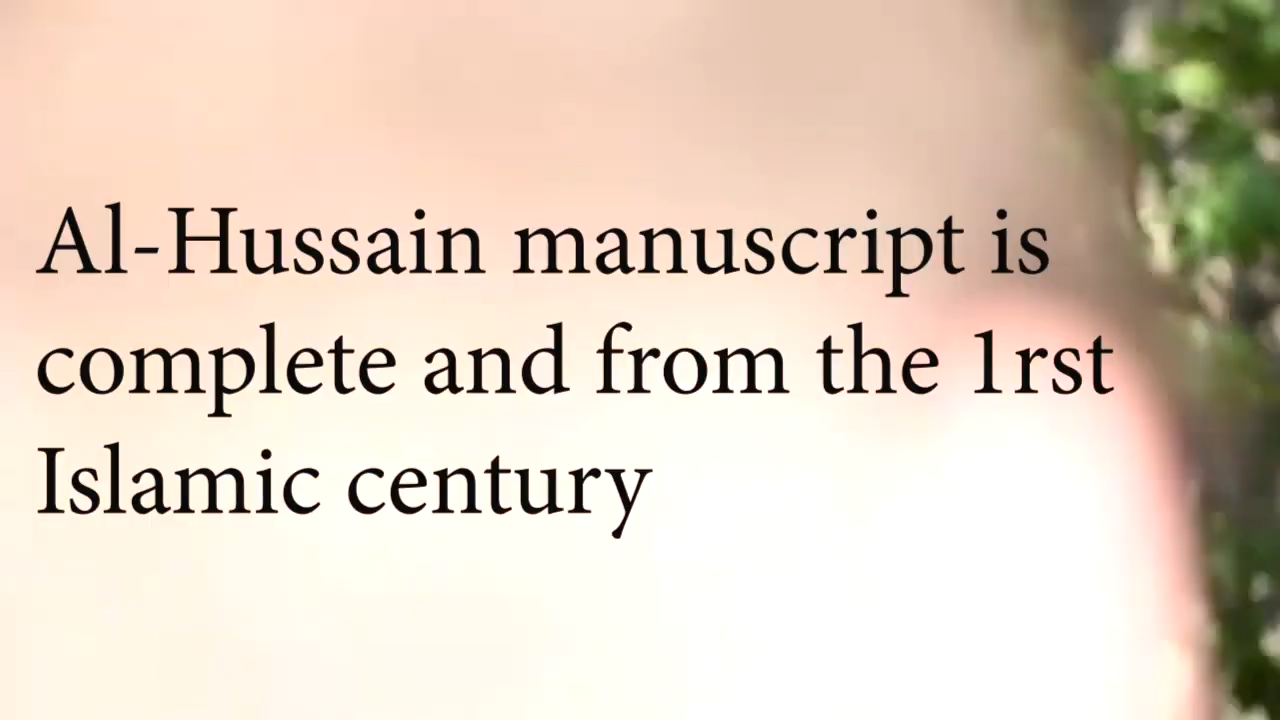 Al-Hussain manuscript is
complete and from the 1rst
Islamic century